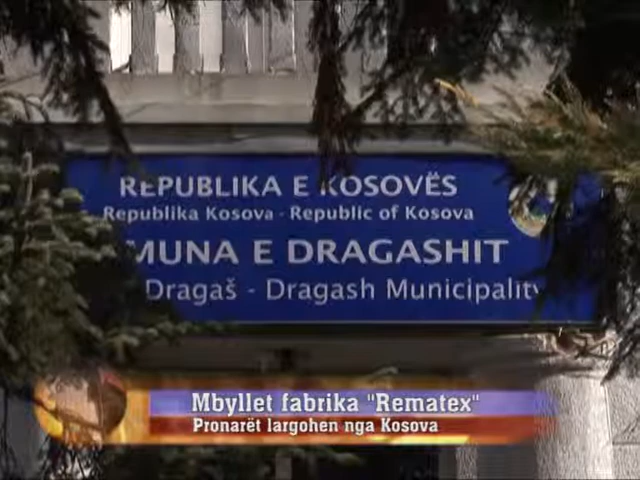 REPUBLIKA E KOSOVËS
Republika Kosova - Republic of Kosova
MUNA E DRAGASHIT
Dragaš - Dragash Municipality
Mbyllet fabrika "Rematex"
Pronarët largohen nga Kosova